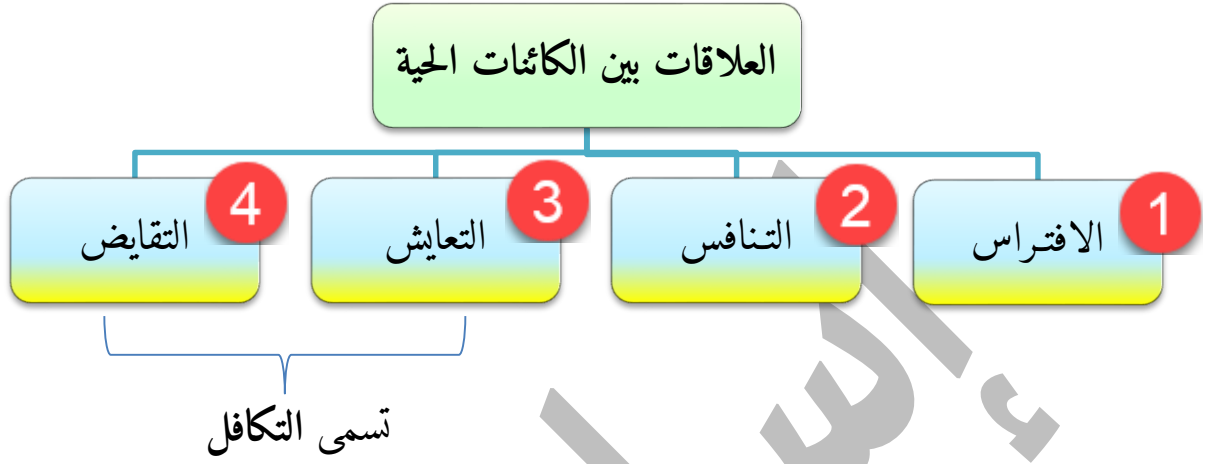 العلاقات بين الكائنات الحية
1
الافتراس
2
التنافس
3
التعايش
4
التقايض
تسمى التكافل